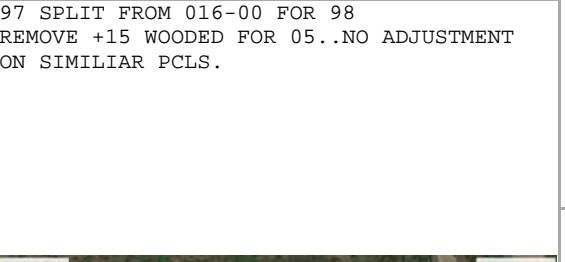 97 SPLIT FROM 016-00 FOR 98
REMOVE +15 WOODED FOR 05..NO ADJUSTMENT
ON SIMILIAR PCLS.